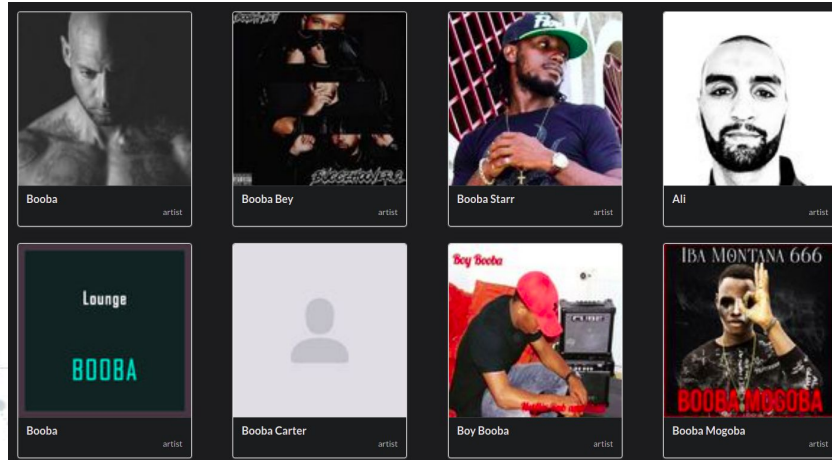 Booba
artist
Booba Bey
artist
Booba Starr
artist
Ali
artist
Lounge
BOOBA
Booba
artist
Booba Carter
artist
Boy Booba
Boy Booba
artist
IBA MONTANA 666
BOOBA MOGOBA
Booba Mogoba
artist